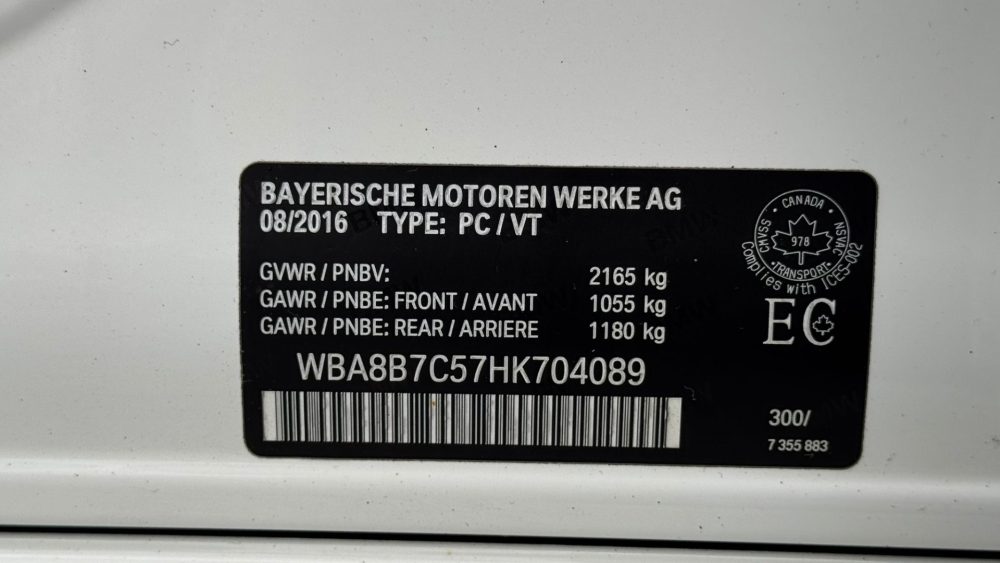 BAYERISCHE MOTOREN WERKE AG
08/2016 TYPE: PC / VT
GVWR / PNBV: 2165 kg
GAWR / PNBE: FRONT / AVANT 1055 kg
GAWR / PNBE: REAR / ARRIERE 1180 kg
WBA8B7C57HK704089
CANADA
CMVSS
NSVAC
978
TRANSPORT
Complies with ICES-002
EC
300/
7 355 883
BMW